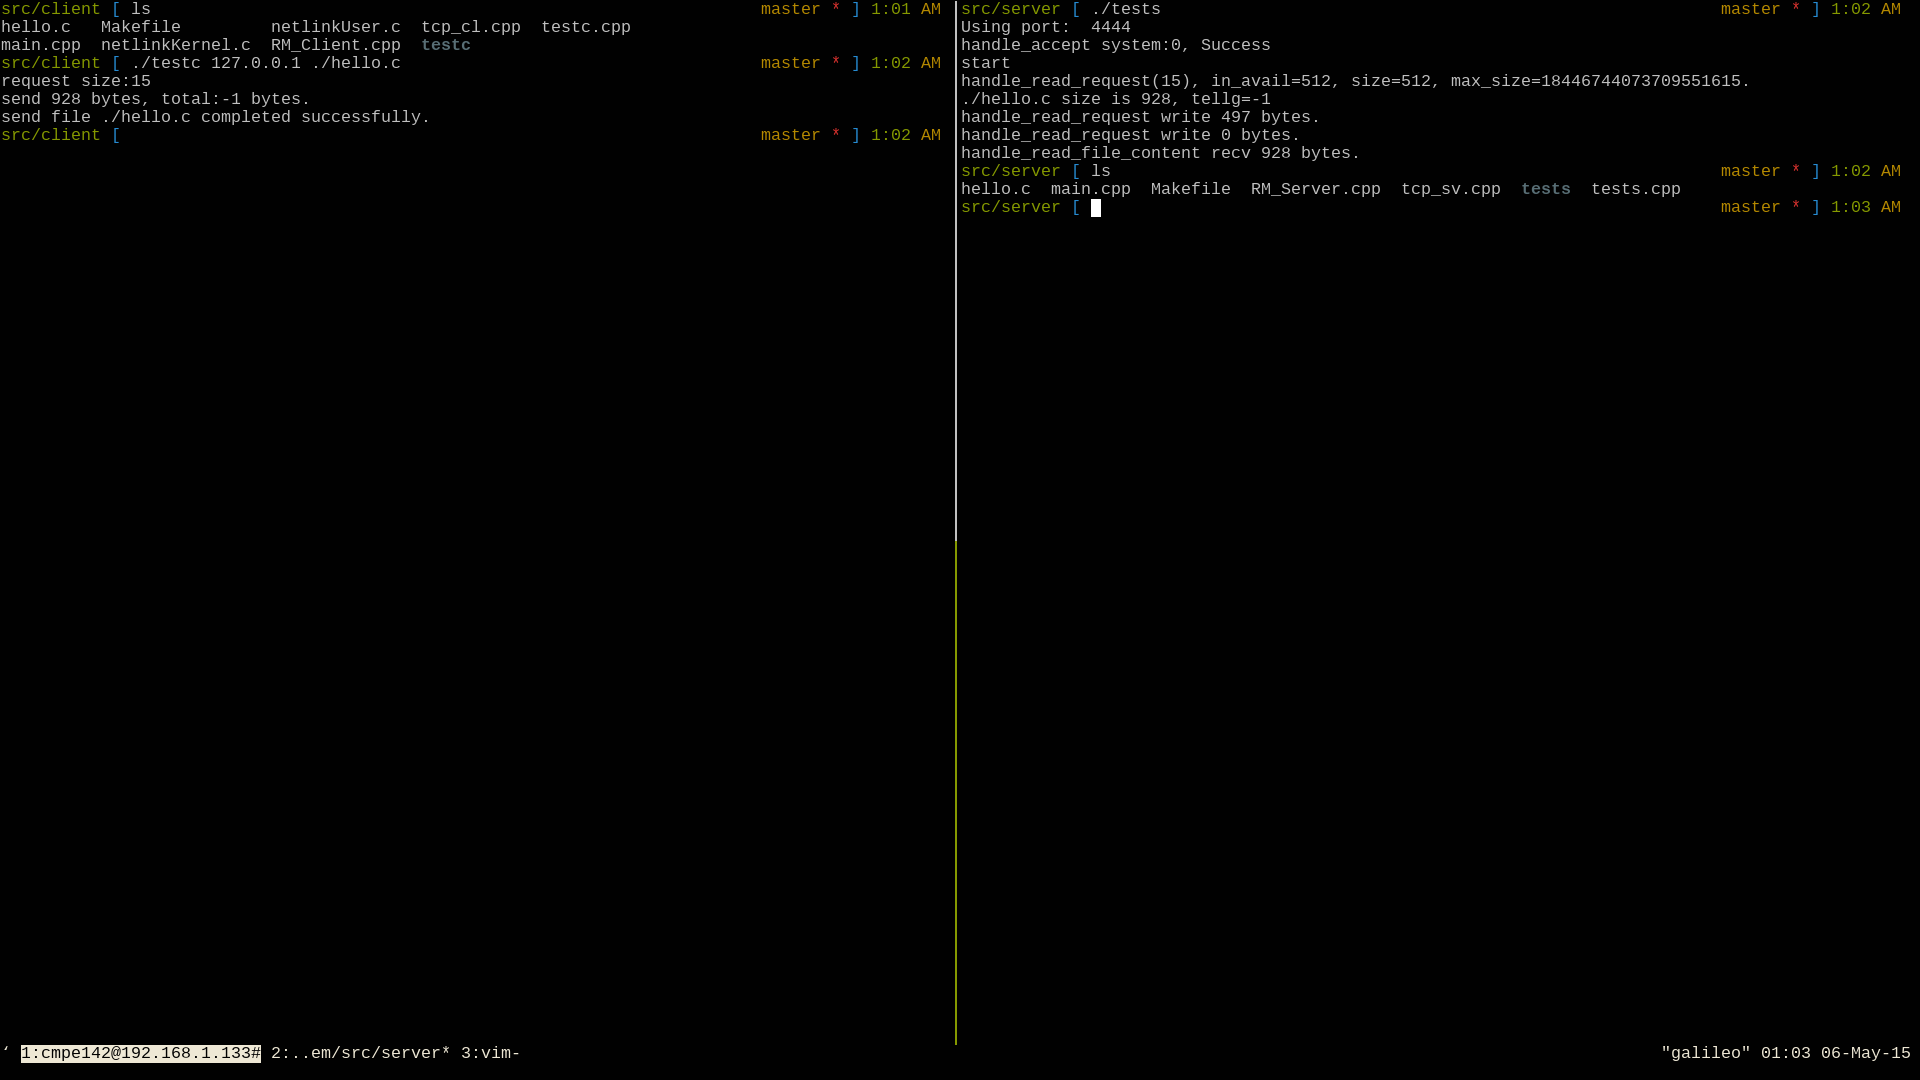 src/client [ ls master * ] 1:01 AM
hello.c   Makefile         netlinkUser.c  tcp_cl.cpp  testc.cpp
main.cpp  netlinkKernel.c  RM_Client.cpp  testc
src/client [ ./testc 127.0.0.1 ./hello.c master * ] 1:02 AM
request size:15
send 928 bytes, total:-1 bytes.
send file ./hello.c completed successfully.
src/client [ master * ] 1:02 AM
src/server [ ./tests master * ] 1:02 AM
Using port:  4444
handle_accept system:0, Success
start
handle_read_request(15), in_avail=512, size=512, max_size=18446744073709551615.
./hello.c size is 928, tellg=-1
handle_read_request write 497 bytes.
handle_read_request write 0 bytes.
handle_read_file_content recv 928 bytes.
src/server [ ls master * ] 1:02 AM
hello.c  main.cpp  Makefile  RM_Server.cpp  tcp_sv.cpp  tests  tests.cpp
src/server [ master * ] 1:03 AM
‘ 1:cmpe142@192.168.1.133# 2:..em/src/server* 3:vim- "galileo" 01:03 06-May-15